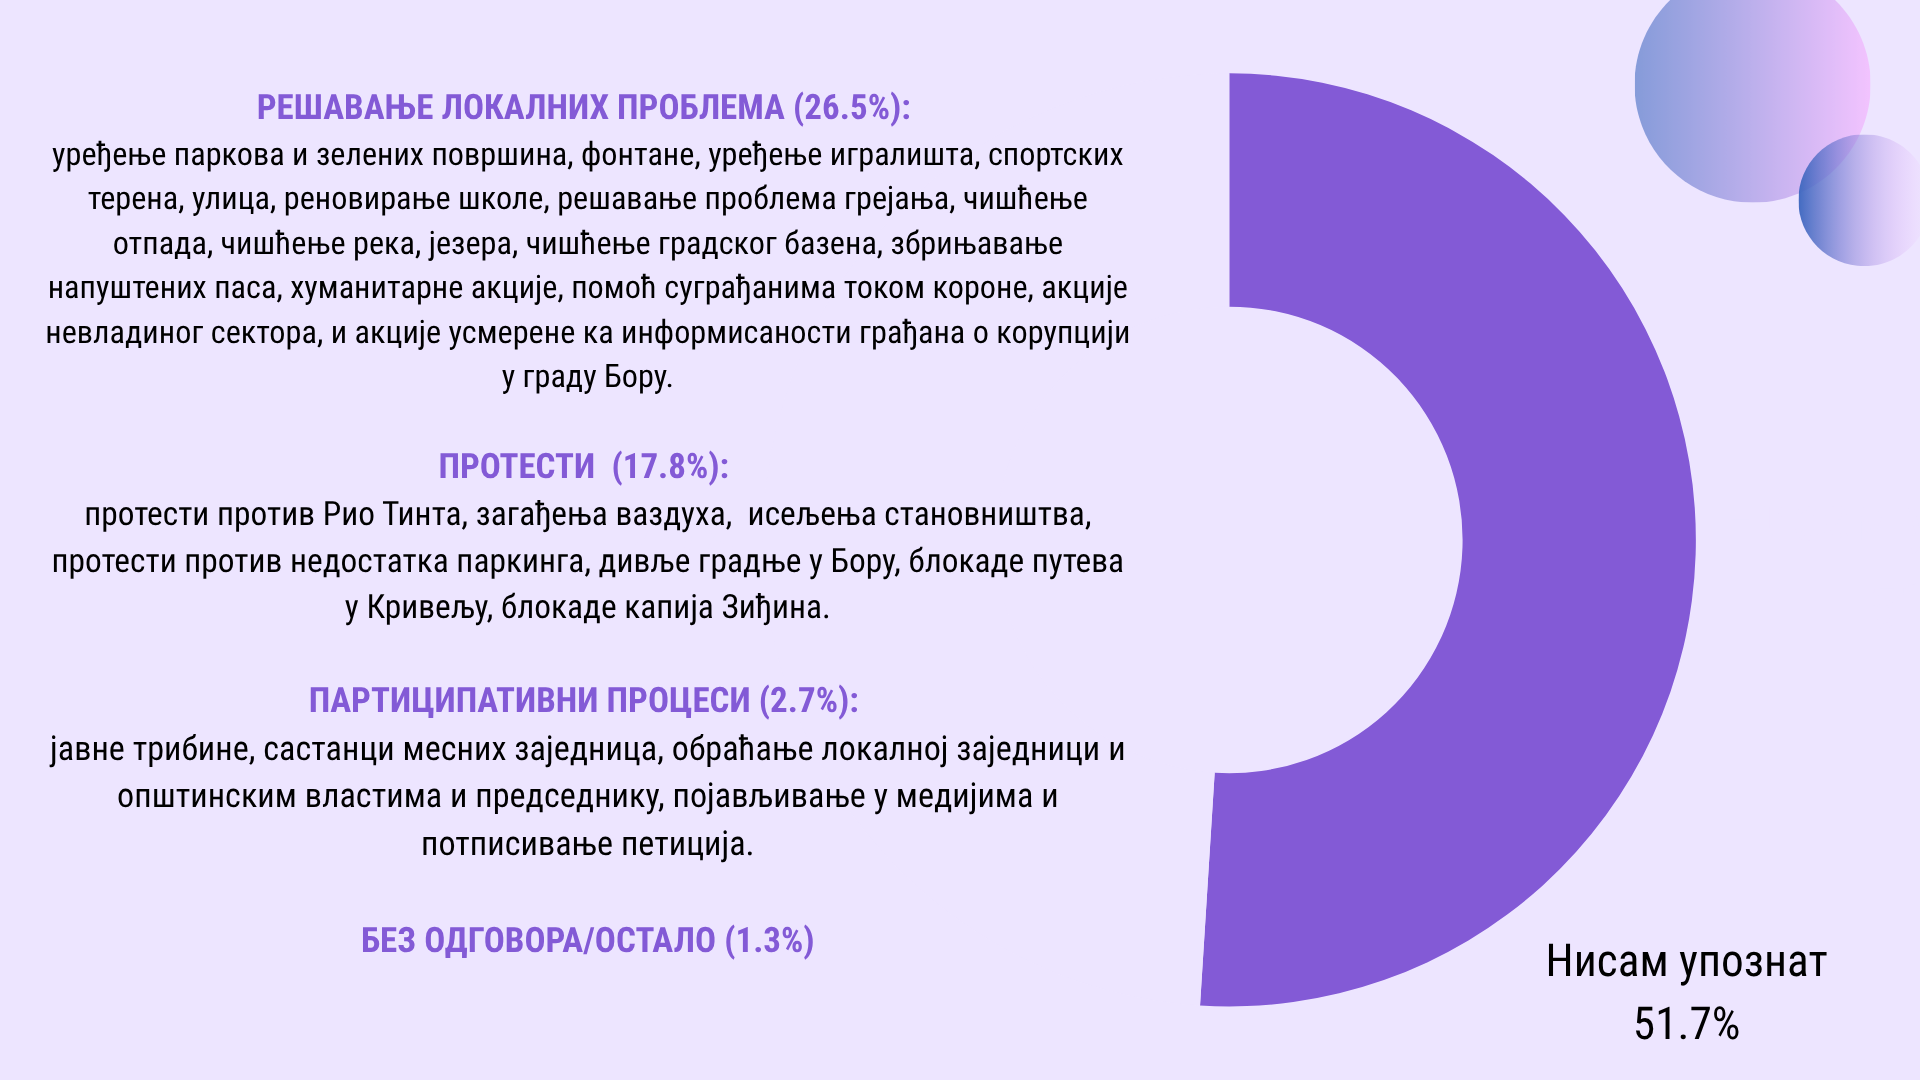 РЕШАВАЊЕ ЛОКАЛНИХ ПРОБЛЕМА (26.5%):
уређење паркова и зелених површина, фонтане, уређење игралишта, спортских
терена, улица, реновирање школе, решавање проблема грејања, чишћење
отпада, чишћење река, језера, чишћење градског базена, збрињавање
напуштених паса, хуманитарне акције, помоћ суграђанима током короне, акције
невладиног сектора, и акције усмерене ка информисаности грађана о корупцији
у граду Бору.
ПРОТЕСТИ (17.8%):
протести против Рио Тинта, загађења ваздуха, исељења становништва,
протести против недостатка паркинга, дивље градње у Бору, блокаде путева
у Кривељу, блокаде капија Зиђина.
ПАРТИЦИПАТИВНИ ПРОЦЕСИ (2.7%):
јавне трибине, састанци месних заједница, обраћање локалној заједници и
општинским властима и председнику, појављивање у медијима и
потписивање петиција.
БЕЗ ОДГОВОРА/ОСТАЛО (1.3%)
Нисам упознат
51.7%